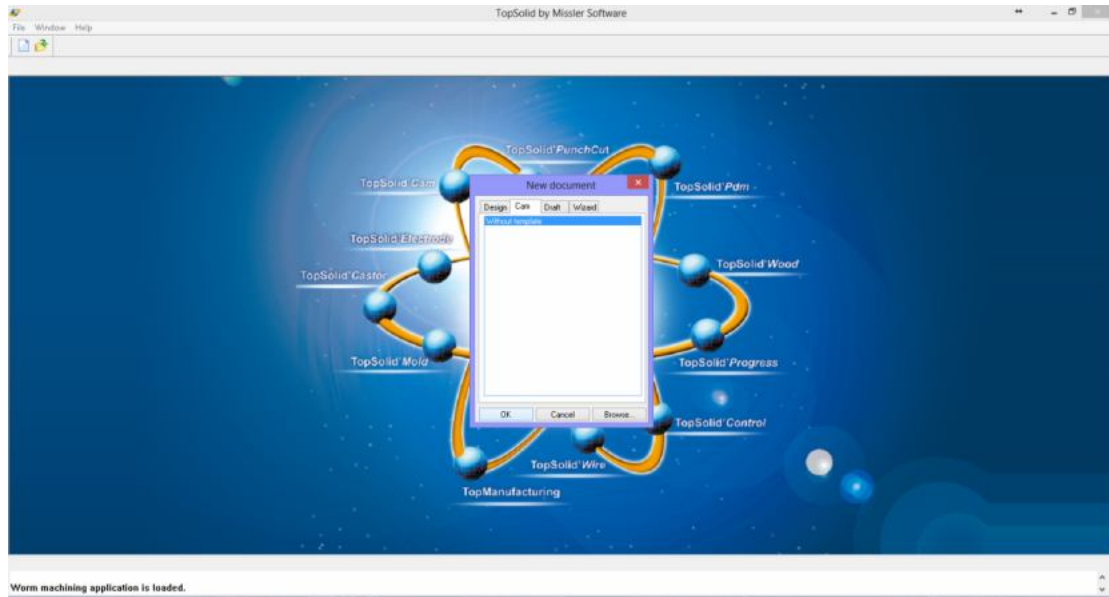 TopSolid by Missler Software
File Window Help
TopSolid'PunchCut
TopSolid'Cam
TopSolid'Pdm
New document
Design Cam Draft Wizard
Without template
TopSolid'Electrode
TopSolid'Wood
TopSolid'Castor
TopSolid'Mold
TopSolid'Progress
OK Cancel Browse...
TopSolid'Control
TopSolid'Wire
TopManufacturing
Worm machining application is loaded.